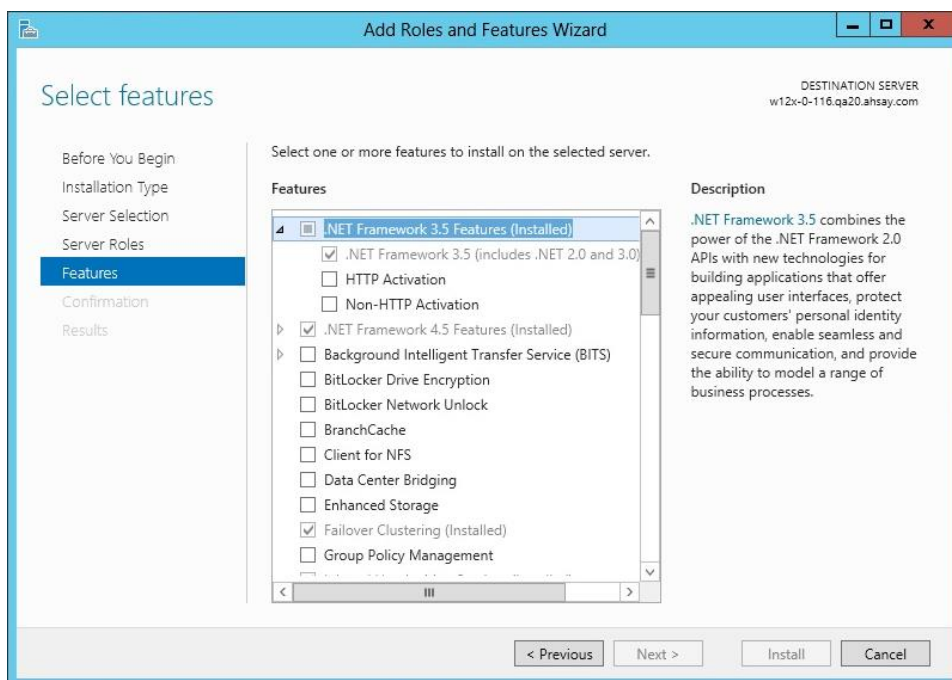 Add Roles and Features Wizard
Select features
DESTINATION SERVER
w12x-0-116.qa20.ahsay.com
Before You Begin
Installation Type
Server Selection
Server Roles
Features
Confirmation
Results
Select one or more features to install on the selected server.
Features
.NET Framework 3.5 Features (Installed)
.NET Framework 3.5 (includes .NET 2.0 and 3.0)
HTTP Activation
Non-HTTP Activation
.NET Framework 4.5 Features (Installed)
Background Intelligent Transfer Service (BITS)
BitLocker Drive Encryption
BitLocker Network Unlock
BranchCache
Client for NFS
Data Center Bridging
Enhanced Storage
Failover Clustering (Installed)
Group Policy Management
Description
.NET Framework 3.5 combines the
power of the .NET Framework 2.0
APIs with new technologies for
building applications that offer
appealing user interfaces, protect
your customers' personal identity
information, enable seamless and
secure communication, and provide
the ability to model a range of
business processes.
< Previous
Next >
Install
Cancel